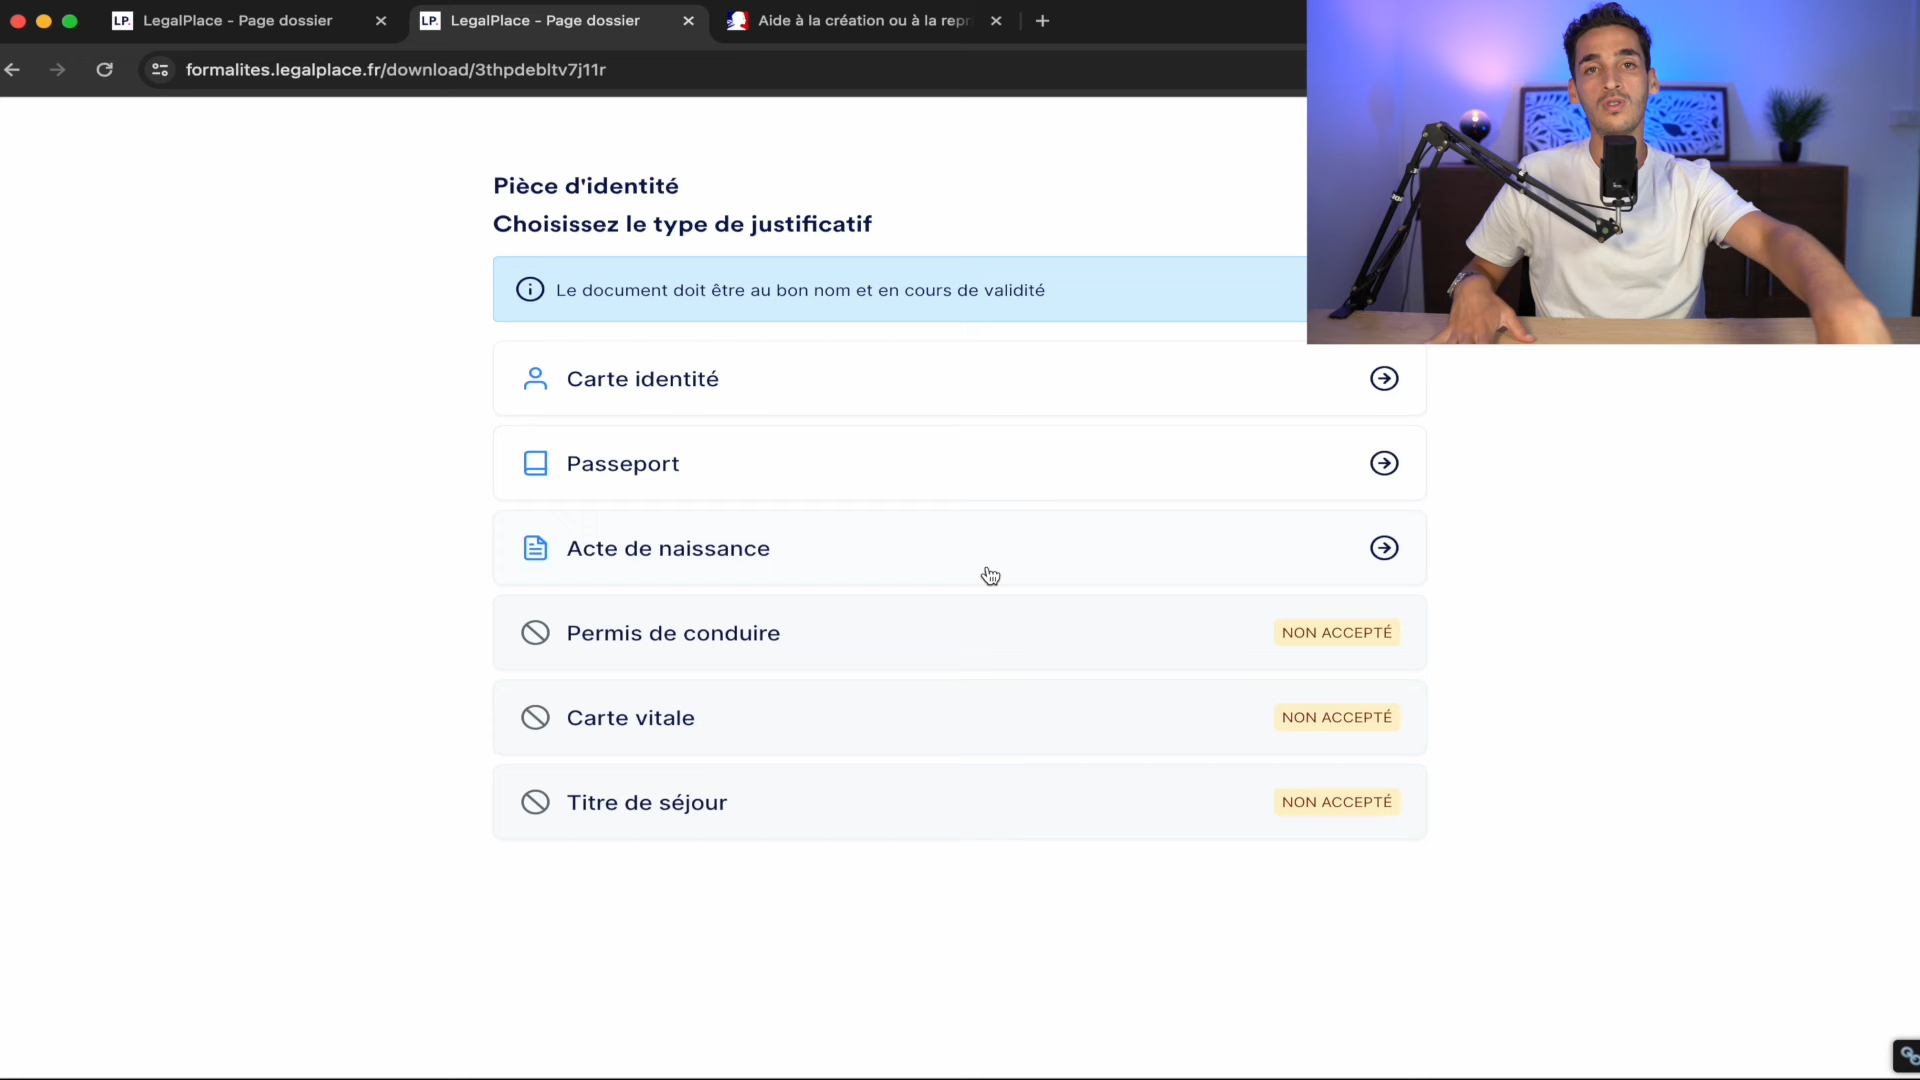 LP. LegalPlace - Page dossier
LP. LegalPlace - Page dossier
Aide à la création ou à la repr
formalites.legalplace.fr/download/3thpdebltv7j11r
Pièce d'identité
Choisissez le type de justificatif
Le document doit être au bon nom et en cours de validité
Carte identité
Passeport
Acte de naissance
Permis de conduire NON ACCEPTÉ
Carte vitale NON ACCEPTÉ
Titre de séjour NON ACCEPTÉ